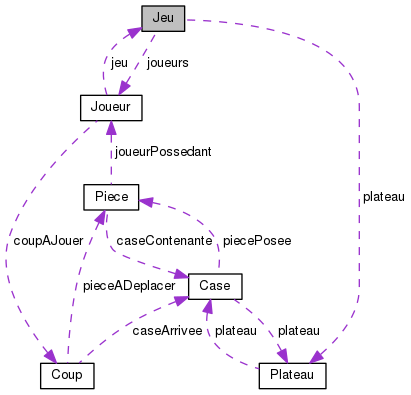 Jeu
jeu
joueurs
Joueur
joueurPossedant
Piece
plateau
coupAJouer
caseContenante
piecePosee
pieceADeplacer
Case
caseArrivee
plateau
plateau
Coup
Plateau